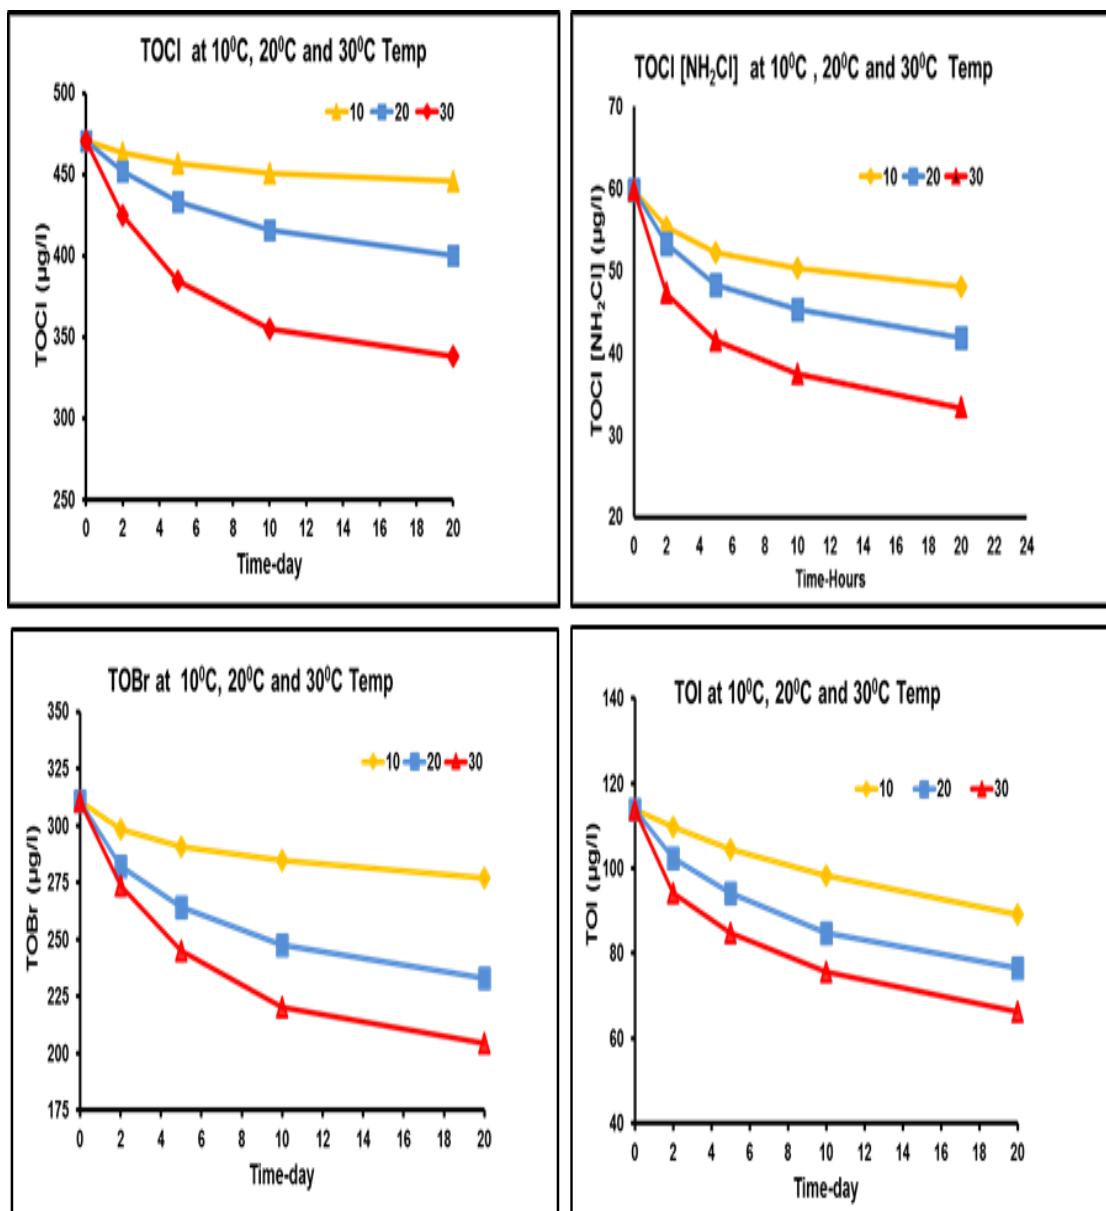 TOCl at 10⁰C, 20⁰C and 30⁰C Temp
10 20 30
500
450
400
350
300
250
TOCl (µg/l)
0 2 4 6 8 10 12 14 16 18 20
Time-day
TOCl [NH₂Cl] at 10⁰C , 20⁰C and 30⁰C Temp
10 20 30
70
60
50
40
30
20
TOCl [NH₂Cl] (µg/l)
0 2 4 6 8 10 12 14 16 18 20 22 24
Time-Hours
TOBr at 10⁰C, 20⁰C and 30⁰C Temp
10 20 30
350
325
300
275
250
225
200
175
TOBr (µg/l)
0 2 4 6 8 10 12 14 16 18 20
Time-day
TOI at 10⁰C, 20⁰C and 30⁰C Temp
10 20 30
140
120
100
80
60
40
TOI (µg/l)
0 2 4 6 8 10 12 14 16 18 20
Time-day